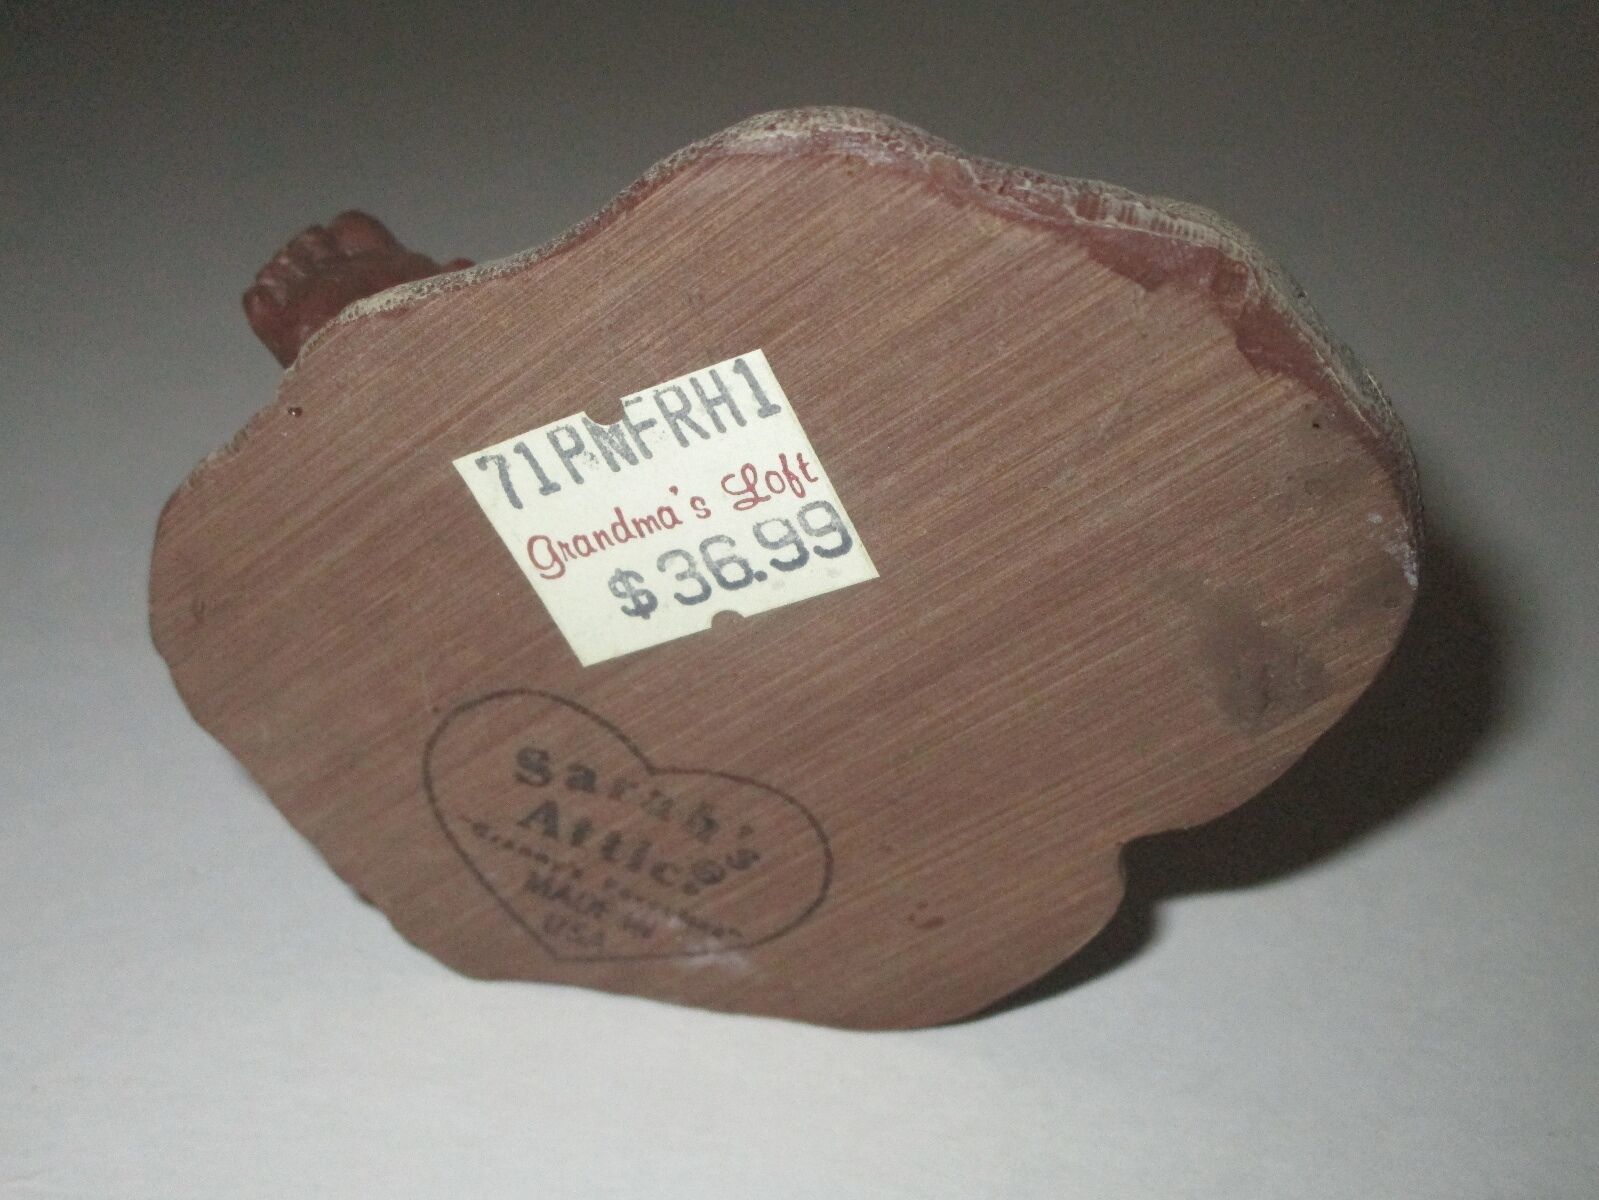 71PNFRH1
Grandma's Loft
$36.99
Sarah's
Attic®
MADE IN
USA